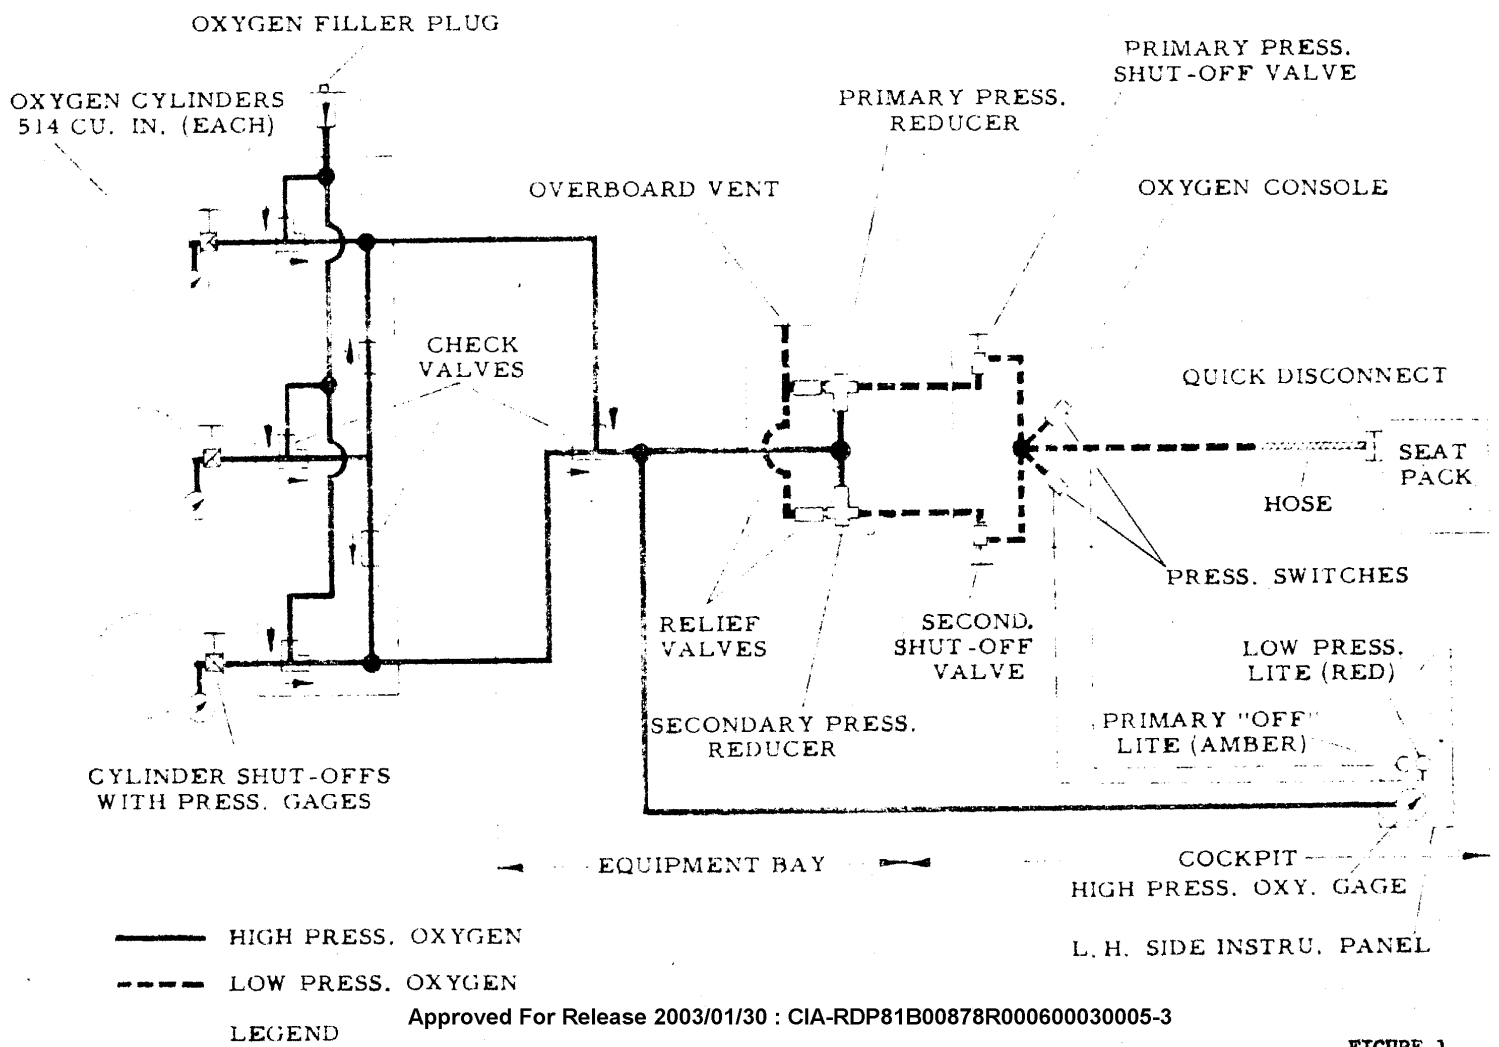 OXYGEN FILLER PLUG
OXYGEN CYLINDERS
514 CU. IN. (EACH)
PRIMARY PRESS.
REDUCER
PRIMARY PRESS.
SHUT-OFF VALVE
OVERBOARD VENT
OXYGEN CONSOLE
CHECK
VALVES
QUICK DISCONNECT
SEAT
PACK
HOSE
PRESS. SWITCHES
RELIEF
VALVES
SECOND.
SHUT-OFF
VALVE
LOW PRESS.
LITE (RED)
SECONDARY PRESS.
REDUCER
PRIMARY "OFF"
LITE (AMBER)
CYLINDER SHUT-OFFS
WITH PRESS. GAGES
EQUIPMENT BAY
COCKPIT
HIGH PRESS. OXY. GAGE
L.H. SIDE INSTRU. PANEL
HIGH PRESS. OXYGEN
LOW PRESS. OXYGEN
LEGEND
Approved For Release 2003/01/30 : CIA-RDP81B00878R000600030005-3
FIGURE 1